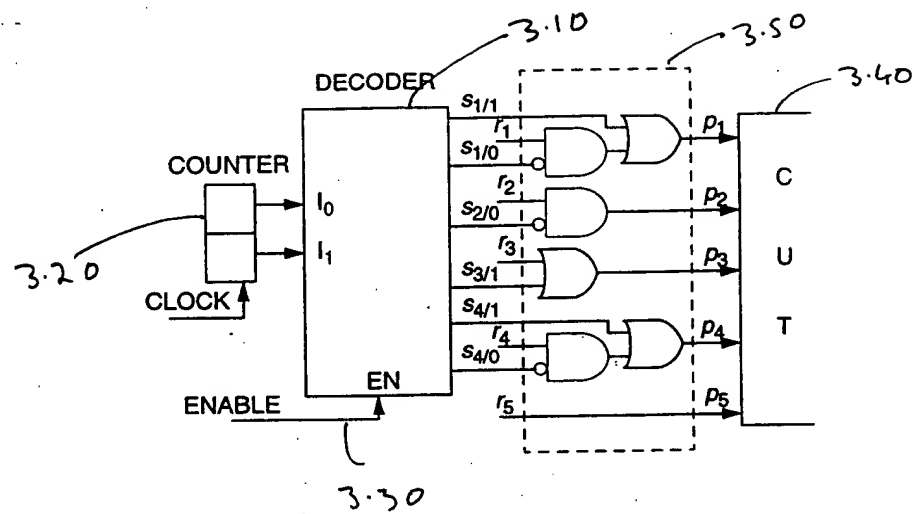 3.10
3.50
DECODER
3.40
s1/1
r1
p1
s1/0
COUNTER
C
r2
I0
p2
s2/0
r3
U
I1
p3
3.20
s3/1
CLOCK
s4/1
T
r4
p4
s4/0
EN
ENABLE
r5
p5
3.30